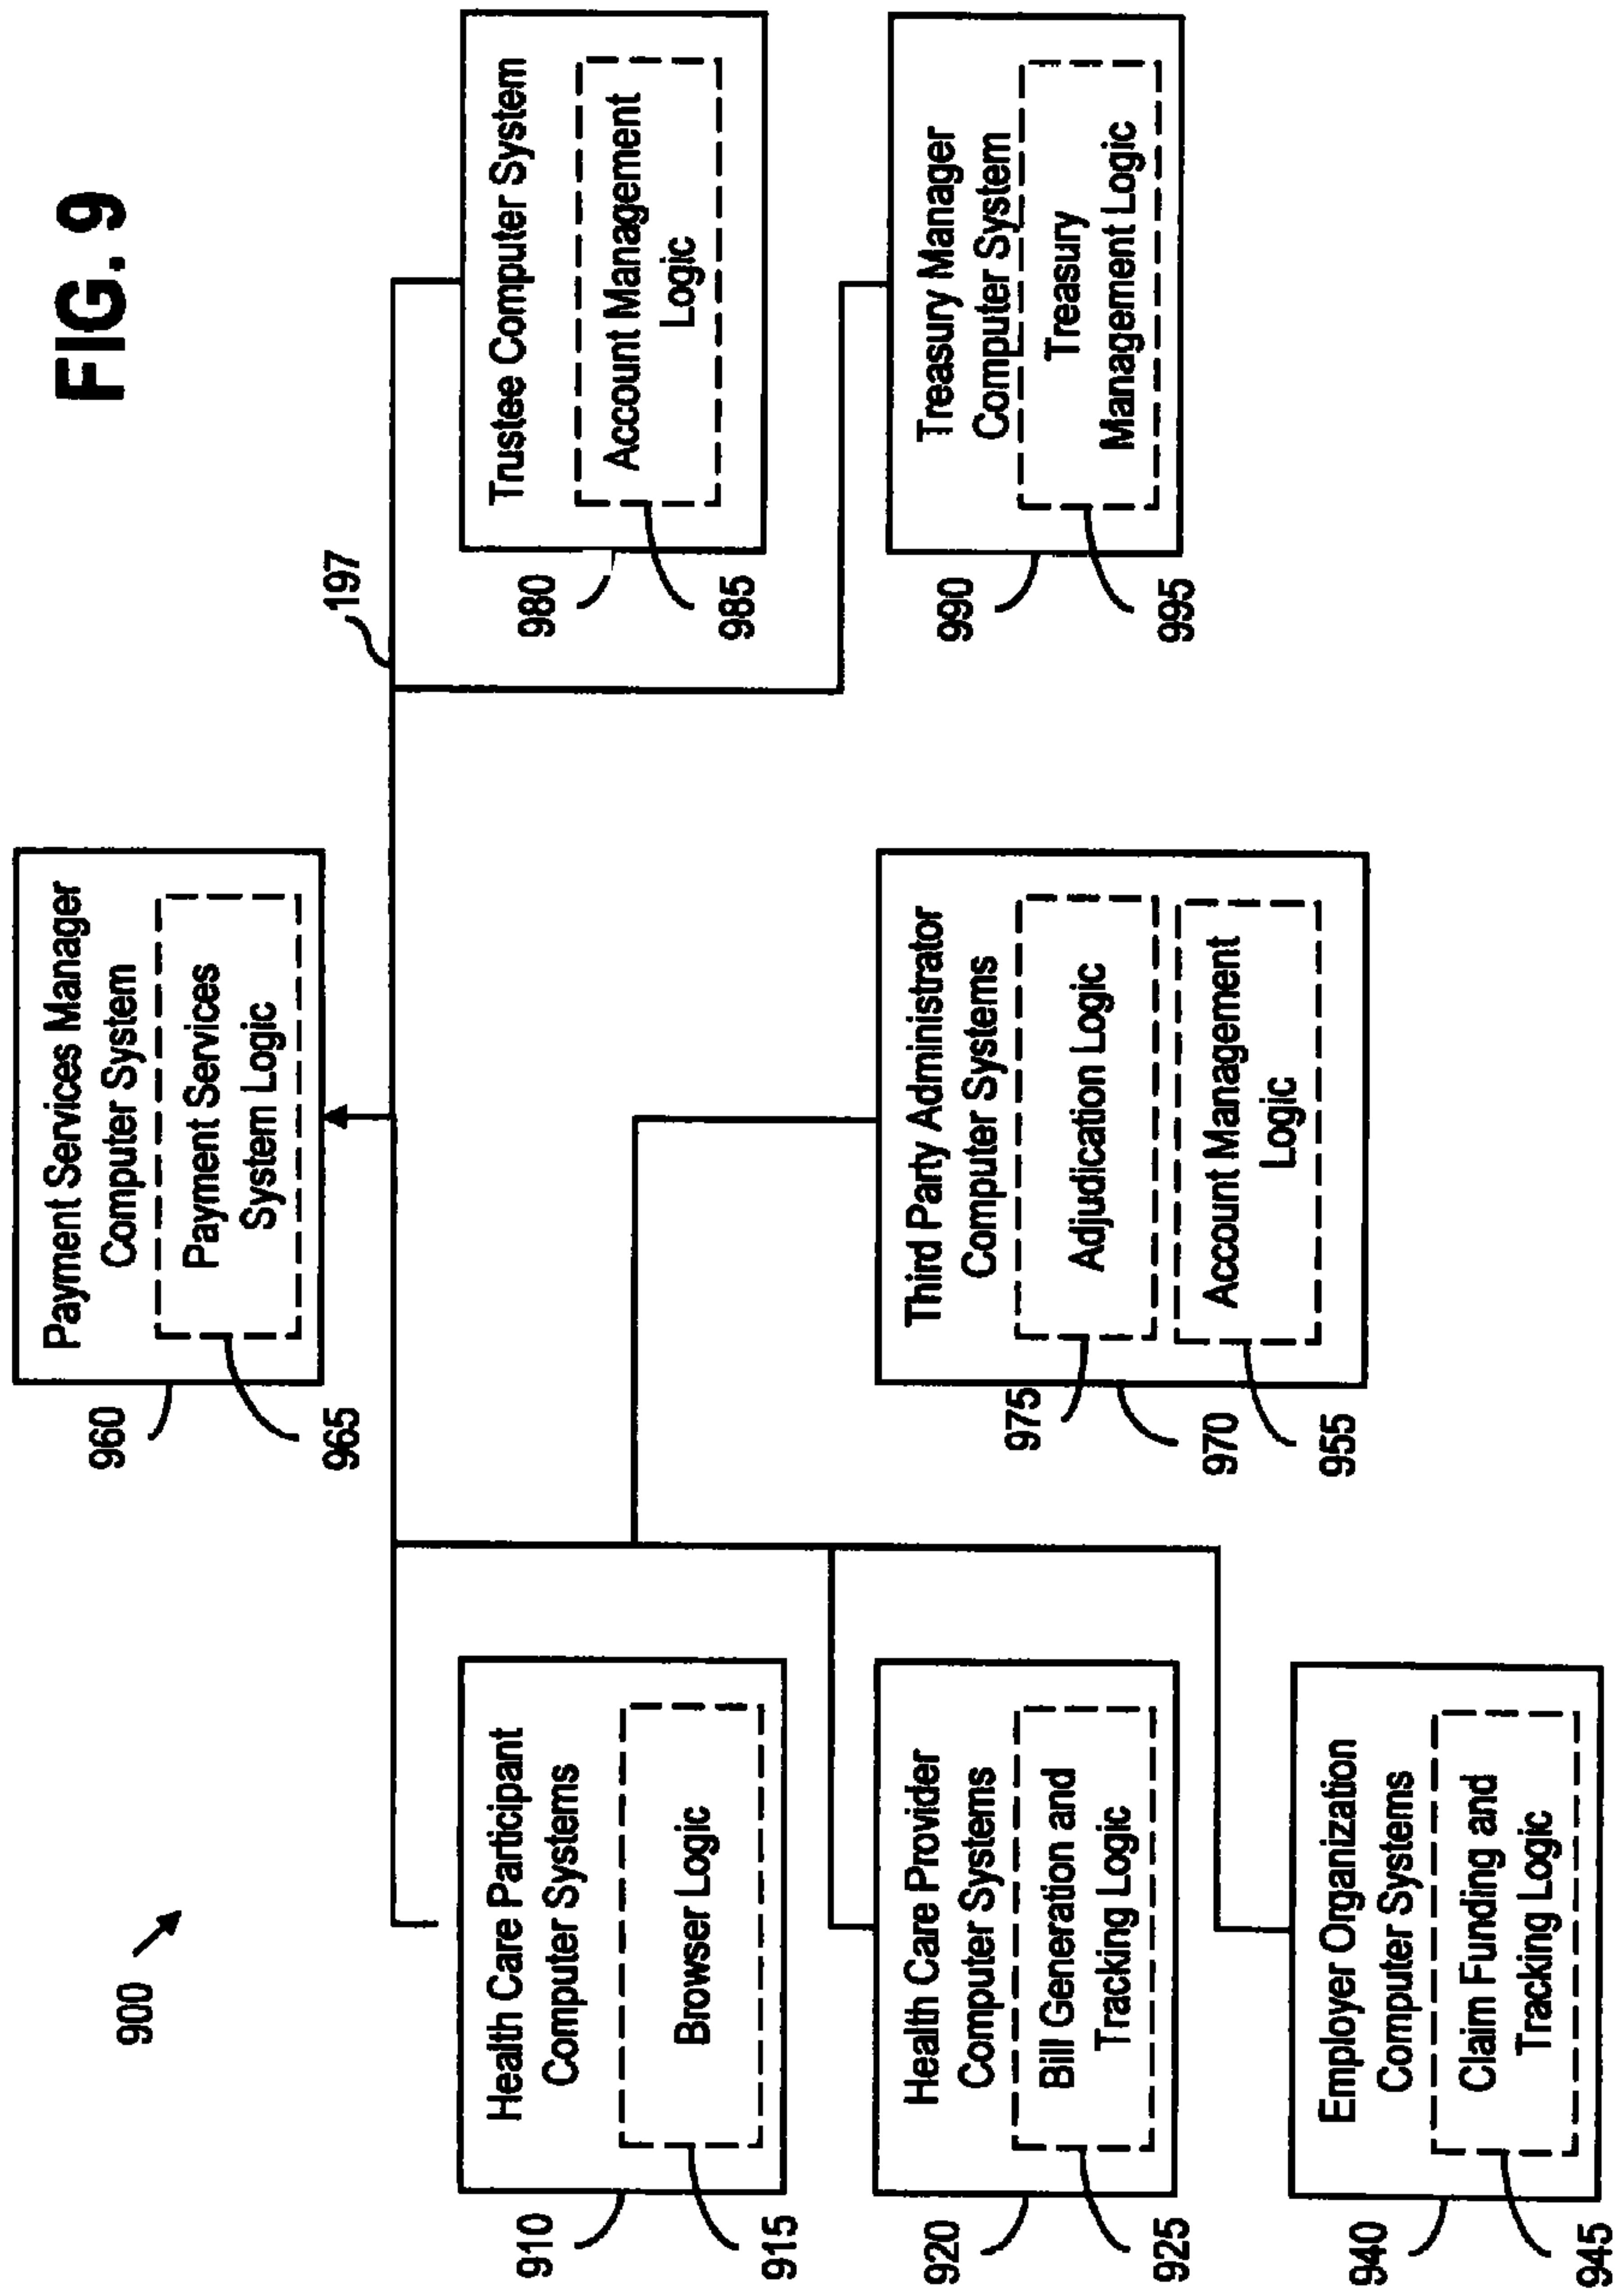 FIG. 9
900
Payment Services Manager
Computer System
Payment Services
System Logic
960
965
197
Health Care Participant
Computer Systems
Browser Logic
910
915
Health Care Provider
Computer Systems
Bill Generation and
Tracking Logic
920
925
Employer Organization
Computer Systems
Claim Funding and
Tracking Logic
940
945
Third Party Administrator
Computer Systems
Adjudication Logic
Account Management
Logic
975
970
955
Trustee Computer System
Account Management
Logic
980
985
Treasury Manager
Computer System
Treasury
Management Logic
990
995